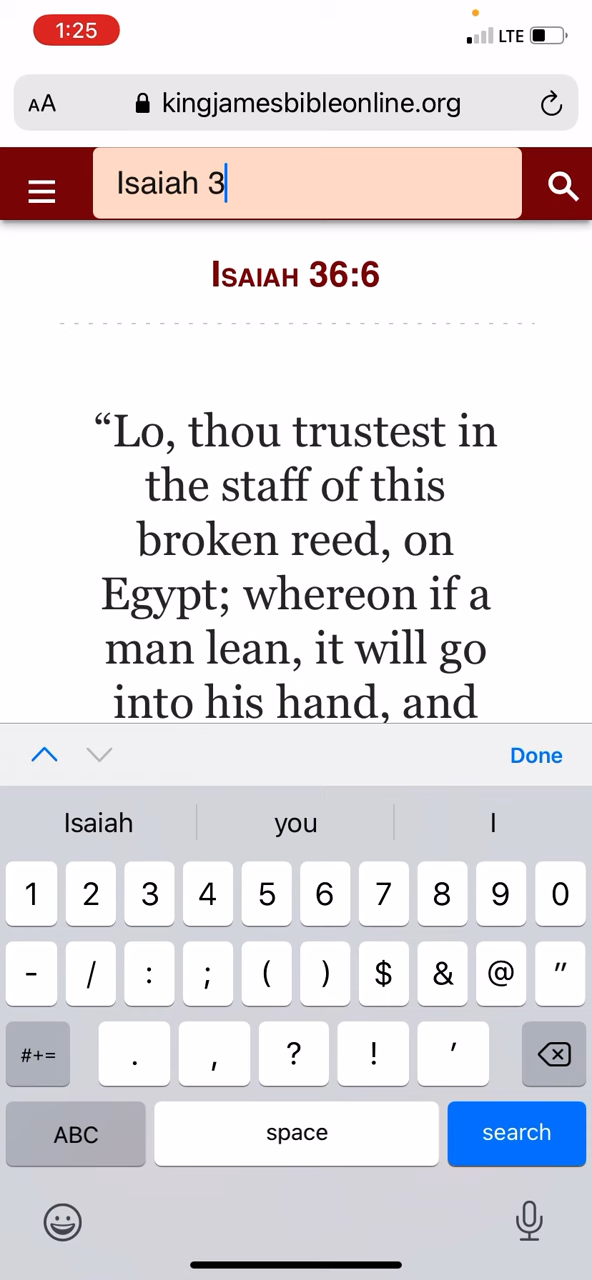 1:25
LTE
AA kingjamesbibleonline.org
Isaiah 3
Isaiah 36:6
“Lo, thou trustest in
the staff of this
broken reed, on
Egypt; whereon if a
man lean, it will go
into his hand, and
Done
Isaiah you I
1 2 3 4 5 6 7 8 9 0
- / : ; ( ) $ & @ "
#+= . , ? ! '
ABC space search